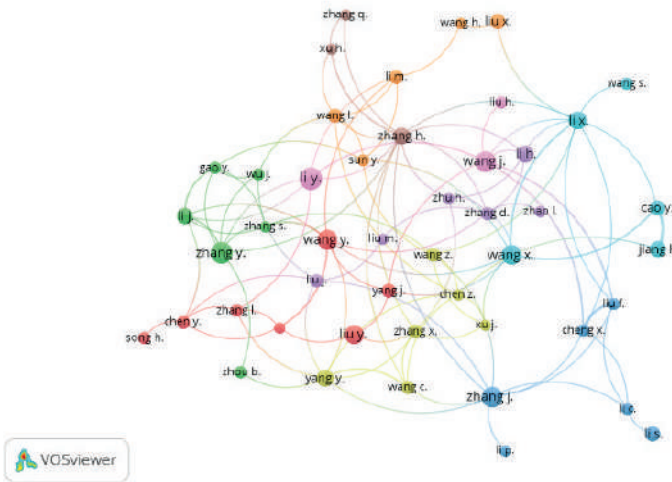 zhang q.
wang h.
liu x.
xu h.
li m.
wang s.
liu h.
wang l.
li x.
zhang h.
sun y.
wang j.
li h.
gao y.
wu j.
li y.
zhu h.
cao y.
li j.
zhang s.
zhang d.
zhao l.
zhang y.
wang y.
liu m.
wang z.
wang x.
jiang l.
yang j.
chen z.
liu f.
zhang l.
chen y.
song h.
liu y.
zhang x.
xu j.
cheng x.
zhou b.
yang y.
wang c.
zhang j.
li c.
li s.
li p.
VOSviewer